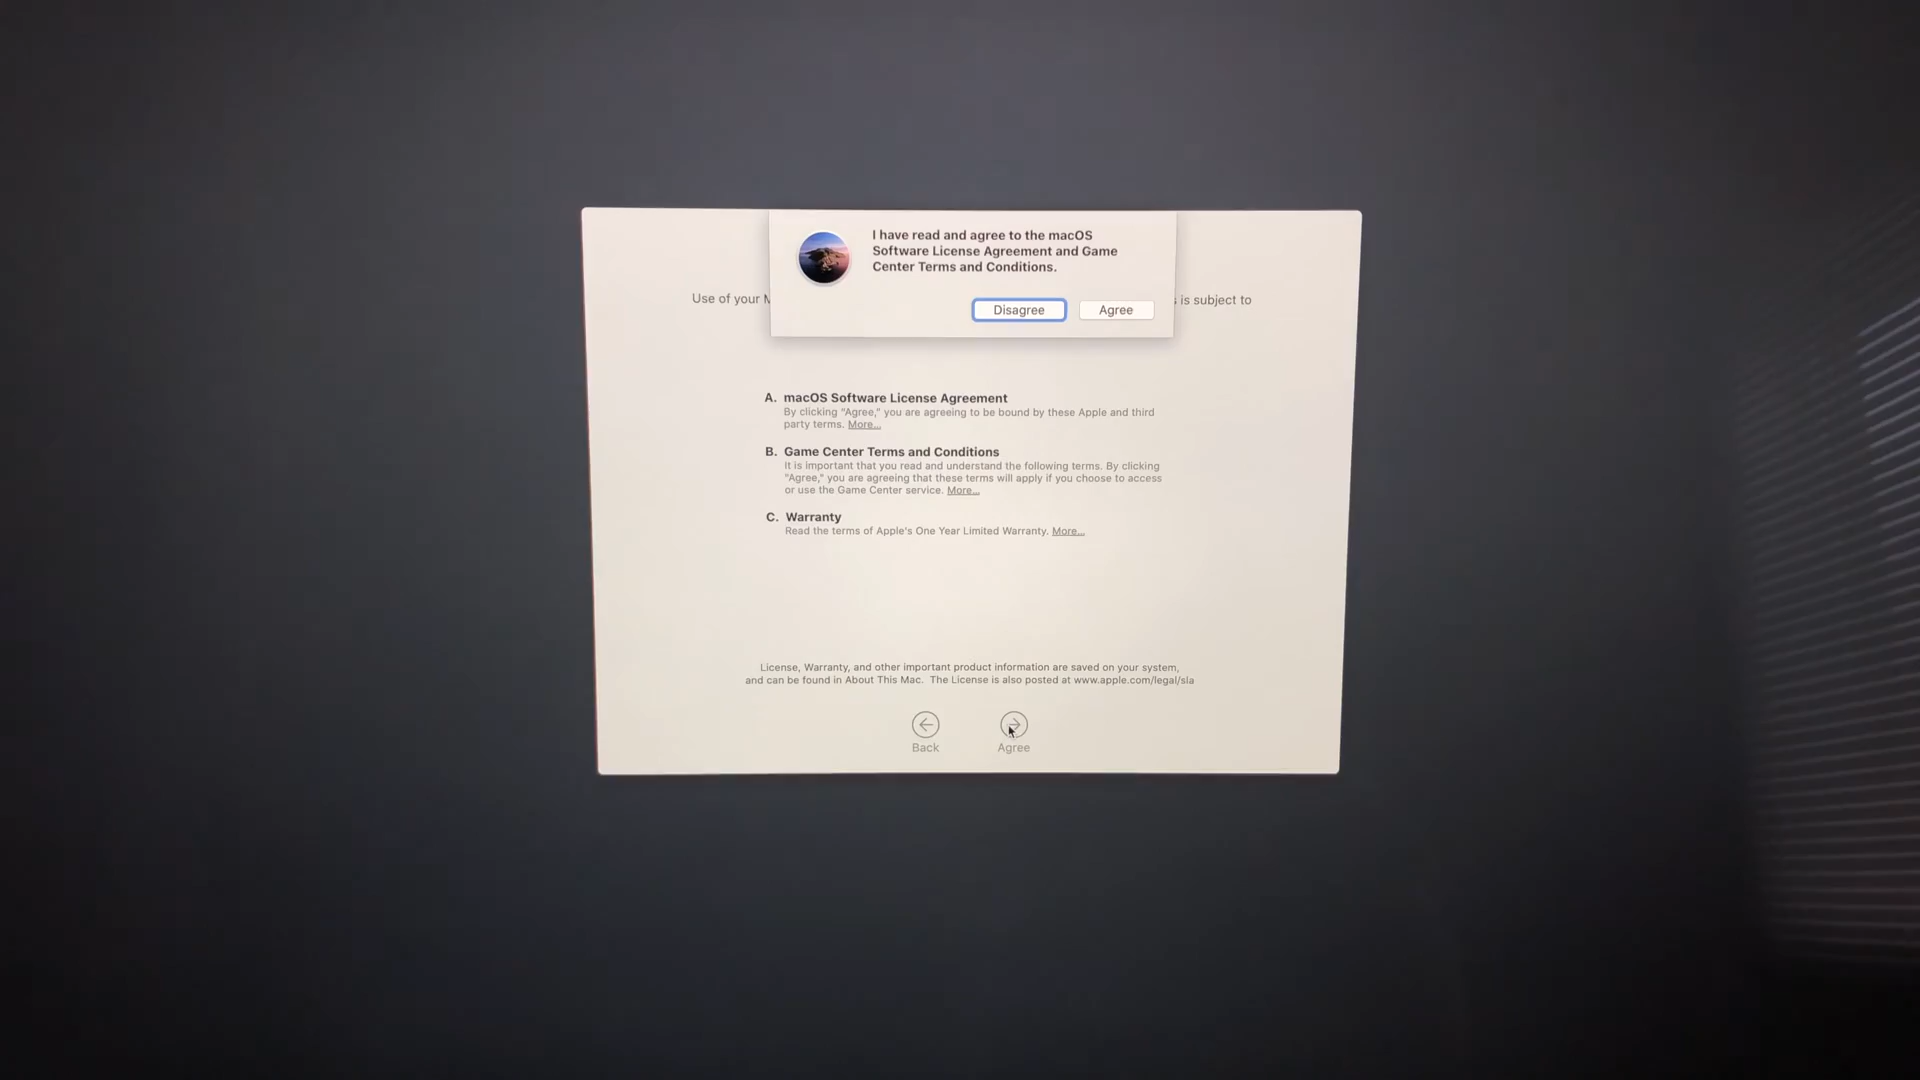 I have read and agree to the macOS
Software License Agreement and Game
Center Terms and Conditions.
Disagree
Agree
Use of your
is subject to
A. macOS Software License Agreement
By clicking "Agree," you are agreeing to be bound by these Apple and third
party terms. More...
B. Game Center Terms and Conditions
It is important that you read and understand the following terms. By clicking
"Agree," you are agreeing that these terms will apply if you choose to access
or use the Game Center service. More...
C. Warranty
Read the terms of Apple's One Year Limited Warranty. More...
License, Warranty, and other important product information are saved on your system,
and can be found in About This Mac. The License is also posted at www.apple.com/legal/sla
Back
Agree